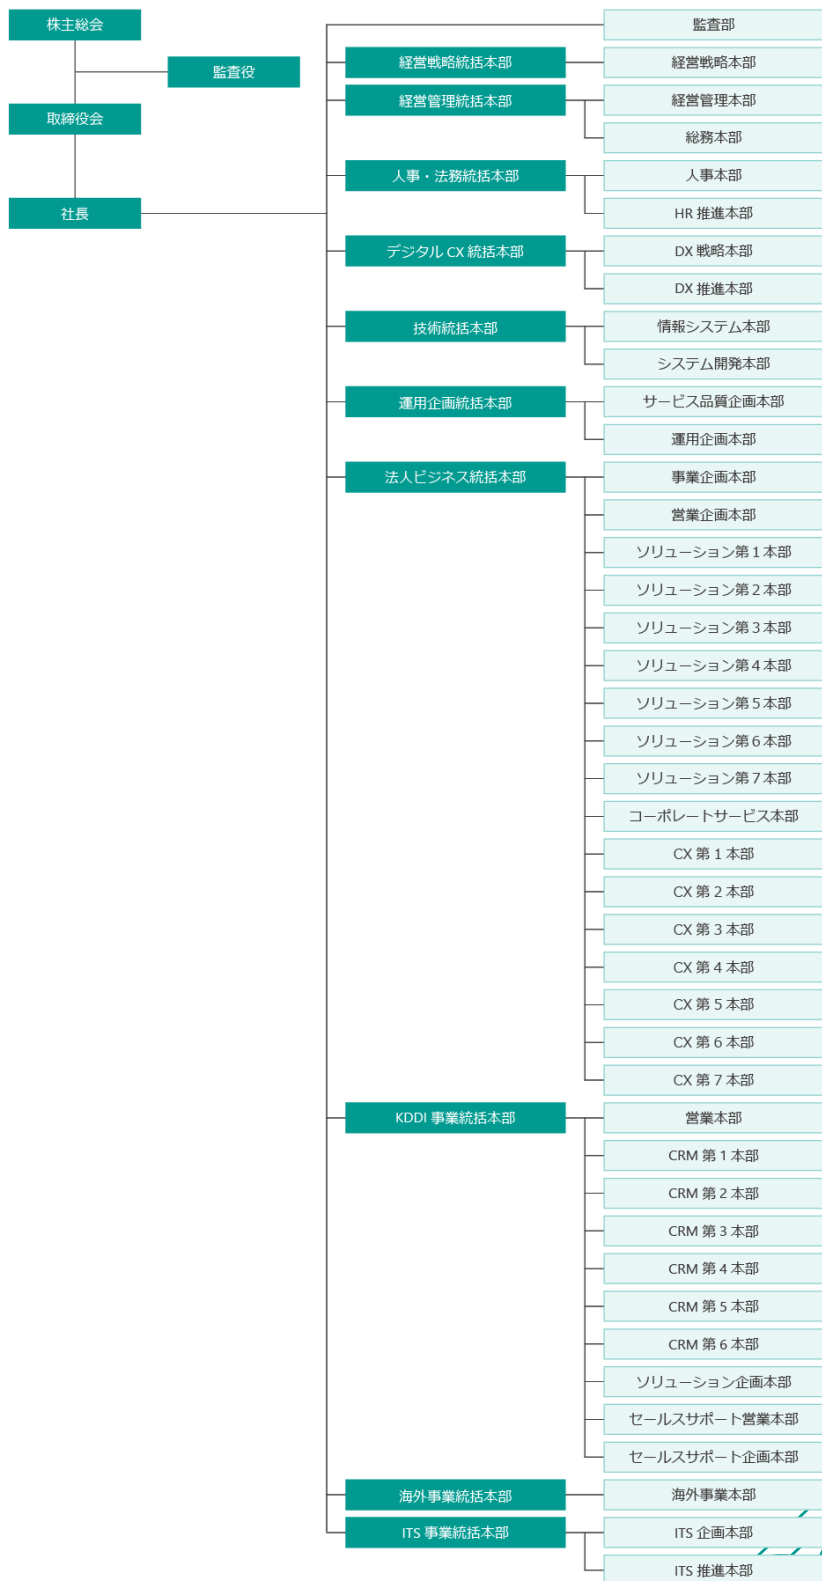 株主総会
監査役
取締役会
社長
監査部
経営戦略統括本部
経営戦略本部
経営管理統括本部
経営管理本部
総務本部
人事・法務統括本部
人事本部
HR 推進本部
デジタル CX 統括本部
DX 戦略本部
DX 推進本部
技術統括本部
情報システム本部
システム開発本部
運用企画統括本部
サービス品質企画本部
運用企画本部
法人ビジネス統括本部
事業企画本部
営業企画本部
ソリューション第 1 本部
ソリューション第 2 本部
ソリューション第 3 本部
ソリューション第 4 本部
ソリューション第 5 本部
ソリューション第 6 本部
ソリューション第 7 本部
コーポレートサービス本部
CX 第 1 本部
CX 第 2 本部
CX 第 3 本部
CX 第 4 本部
CX 第 5 本部
CX 第 6 本部
CX 第 7 本部
KDDI 事業統括本部
営業本部
CRM 第 1 本部
CRM 第 2 本部
CRM 第 3 本部
CRM 第 4 本部
CRM 第 5 本部
CRM 第 6 本部
ソリューション企画本部
セールスサポート営業本部
セールスサポート企画本部
海外事業統括本部
海外事業本部
ITS 事業統括本部
ITS 企画本部
ITS 推進本部